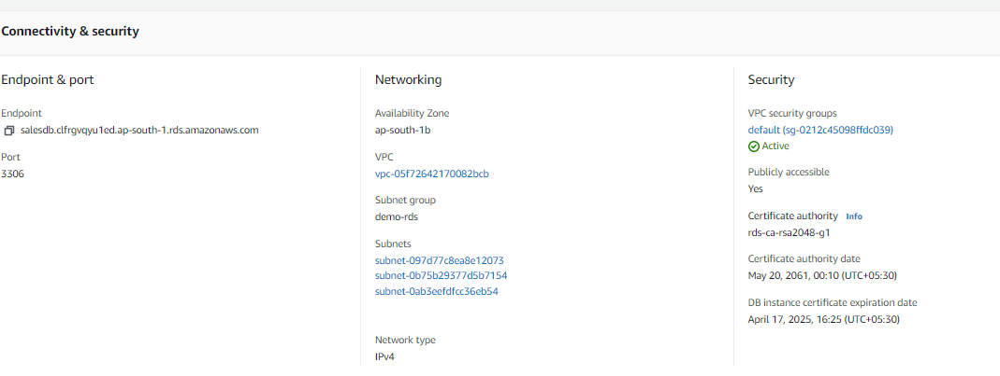 Connectivity & security
Endpoint & port
Endpoint
salesdb.clfrgvqyu1ed.ap-south-1.rds.amazonaws.com
Port
3306
Networking
Availability Zone
ap-south-1b
VPC
vpc-05f72642170082bcb
Subnet group
demo-rds
Subnets
subnet-097d77c8ea8e12073
subnet-0b75b29377d5b7154
subnet-0ab3eefdfcc36eb54
Network type
IPv4
Security
VPC security groups
default (sg-0212c45098ffdc039)
Active
Publicly accessible
Yes
Certificate authority Info
rds-ca-rsa2048-g1
Certificate authority date
May 20, 2061, 00:10 (UTC+05:30)
DB instance certificate expiration date
April 17, 2025, 16:25 (UTC+05:30)